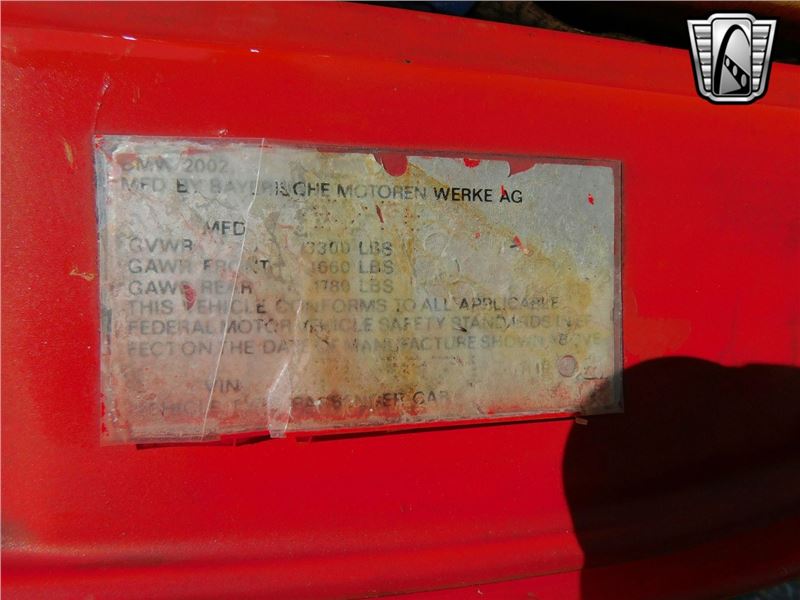 BMW 2002
MFD BY BAYERISCHE MOTOREN WERKE AG
MFD
GVWR 3300 LBS
GAWR FRONT 1660 LBS
GAWR REAR 1780 LBS
THIS VEHICLE CONFORMS TO ALL APPLICABLE
FEDERAL MOTOR VEHICLE SAFETY STANDARDS IN EF
FECT ON THE DATE OF MANUFACTURE SHOWN ABOVE
VIN
VEHICLE TYPE PASSENGER CAR